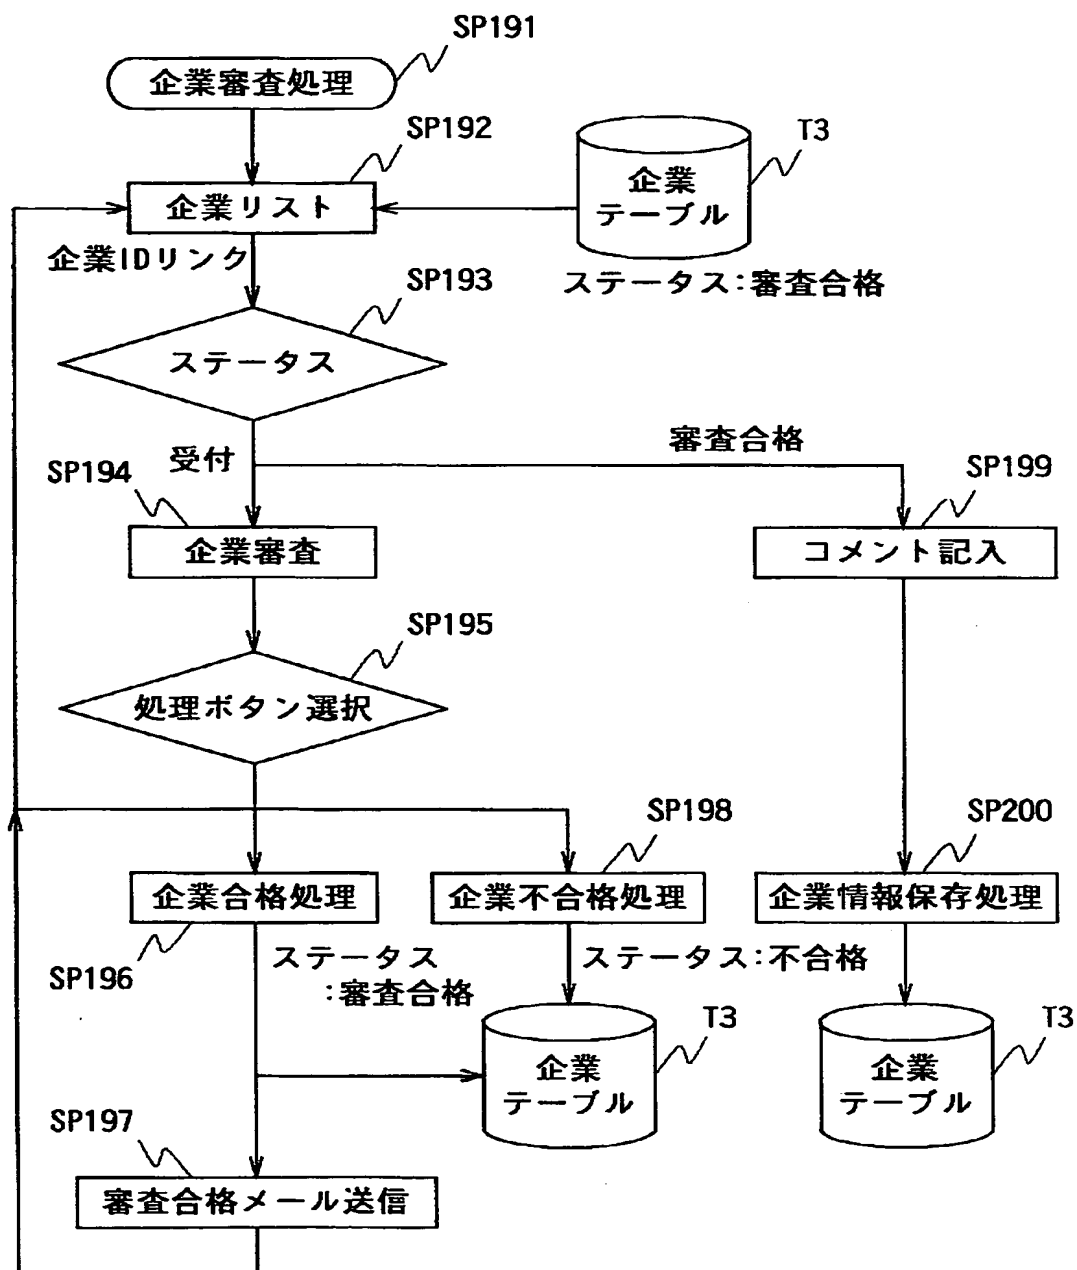 SP191
企業審査処理
SP192
T3
企業
テーブル
企業リスト
企業IDリンク
ステータス:審査合格
SP193
ステータス
受付
審査合格
SP194
SP199
企業審査
コメント記入
SP195
処理ボタン選択
SP198
SP200
企業合格処理
企業不合格処理
企業情報保存処理
SP196
ステータス
:審査合格
ステータス:不合格
T3
T3
企業
テーブル
企業
テーブル
SP197
審査合格メール送信